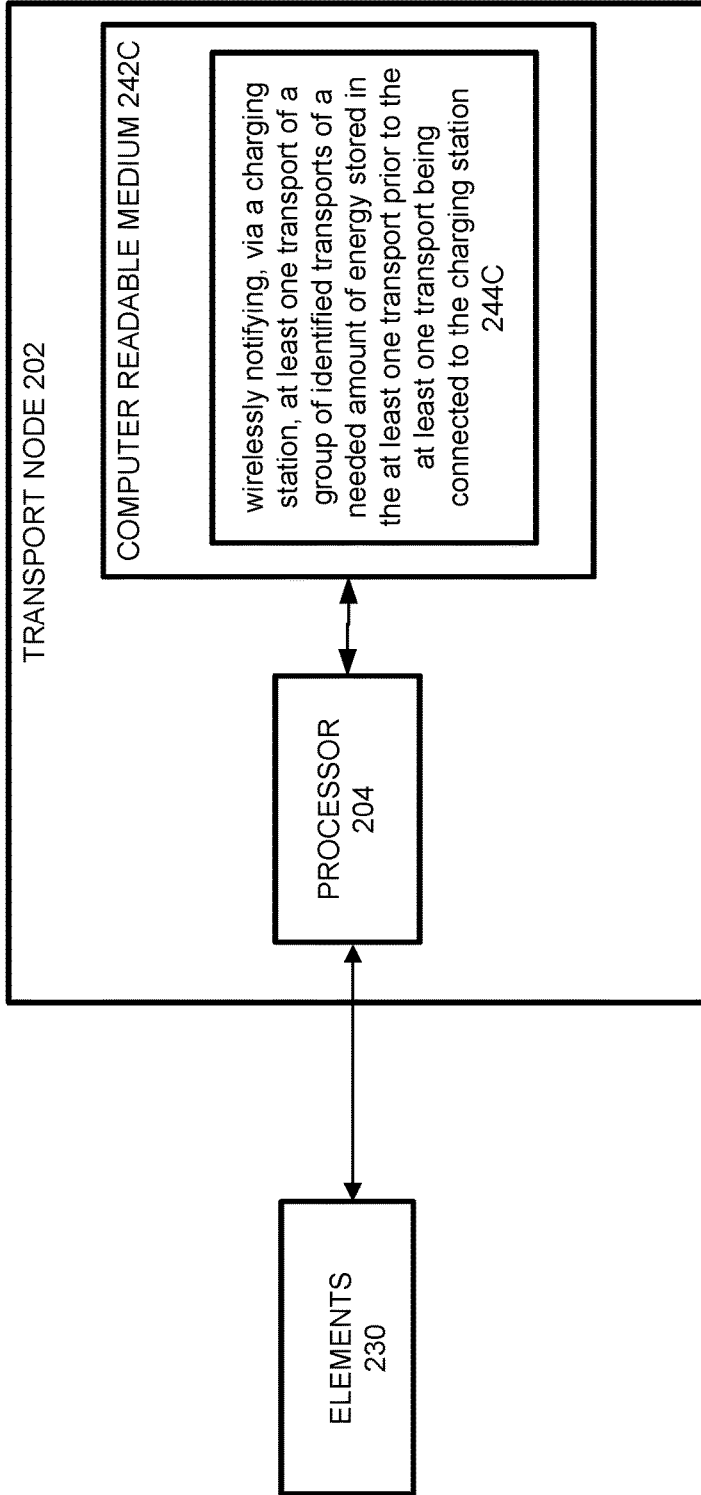 TRANSPORT NODE 202
COMPUTER READABLE MEDIUM 242C
wirelessly notifying, via a charging
station, at least one transport of a
group of identified transports of a
needed amount of energy stored in
the at least one transport prior to the
at least one transport being
connected to the charging station
244C
PROCESSOR
204
ELEMENTS
230